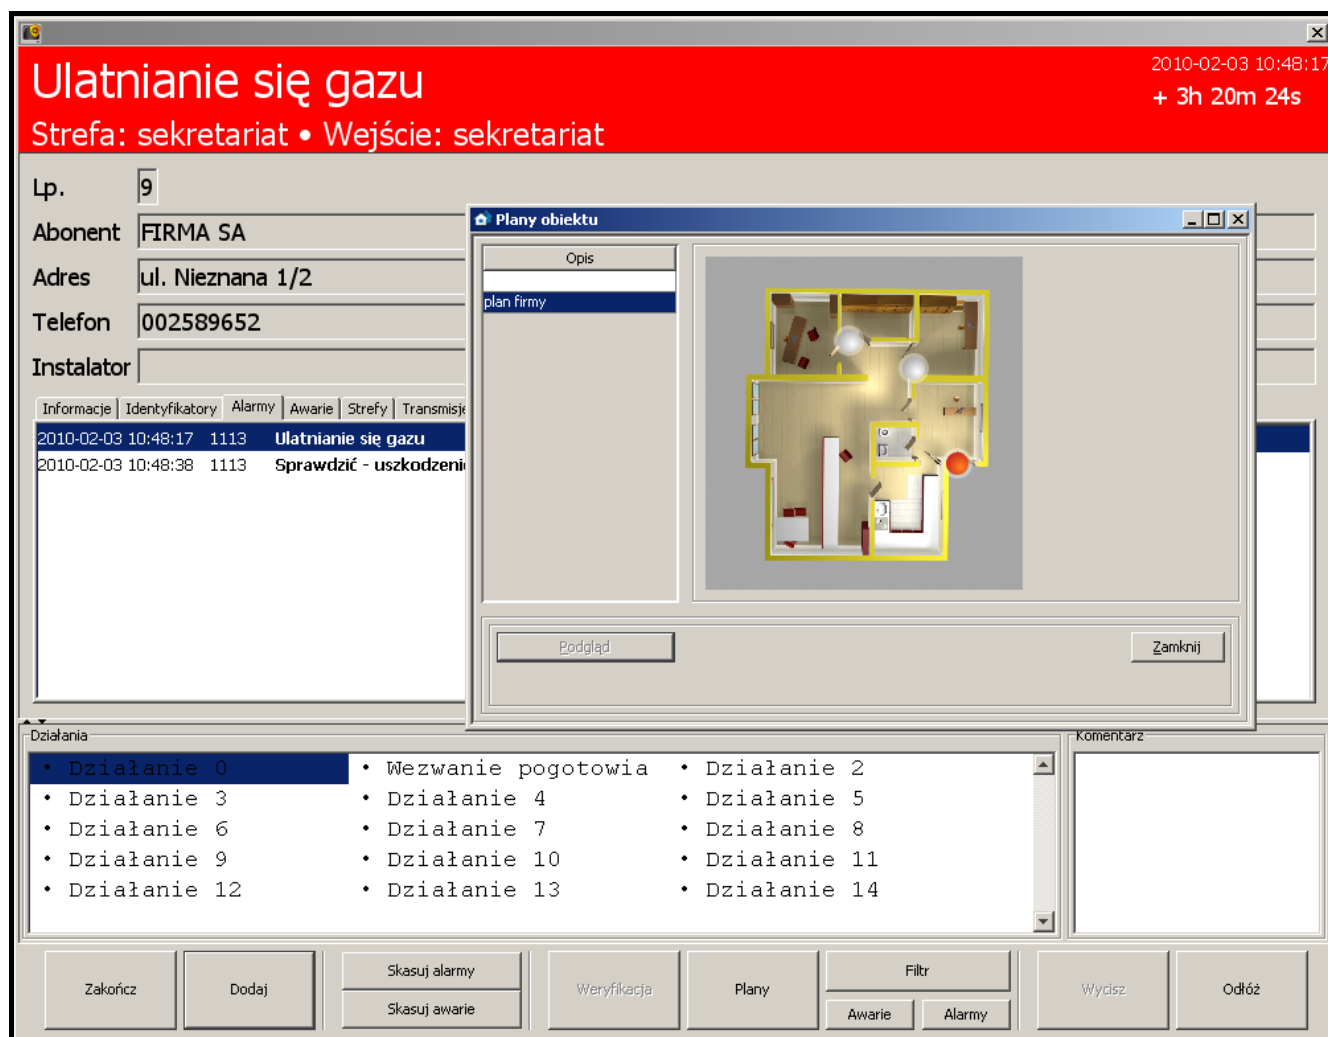 Ulatnianie się gazu
2010-02-03 10:48:17
+ 3h 20m 24s
Strefa: sekretariat • Wejście: sekretariat
Lp. 9
Abonent FIRMA SA
Adres ul. Nieznana 1/2
Telefon 002589652
Instalator
Informacje Identyfikatory Alarmy Awarie Strefy Transmisje
2010-02-03 10:48:17 1113 Ulatnianie się gazu
2010-02-03 10:48:38 1113 Sprawdzić - uszkodzeni
Plany obiektu
Opis
plan firmy
Podgląd
Zamknij
Działania
• Działanie 0 • Wezwanie pogotowia • Działanie 2
• Działanie 3 • Działanie 4 • Działanie 5
• Działanie 6 • Działanie 7 • Działanie 8
• Działanie 9 • Działanie 10 • Działanie 11
• Działanie 12 • Działanie 13 • Działanie 14
Komentarz
Zakończ
Dodaj
Skasuj alarmy
Skasuj awarie
Weryfikacja
Plany
Filtr
Awarie
Alarmy
Wycisz
Odłóż